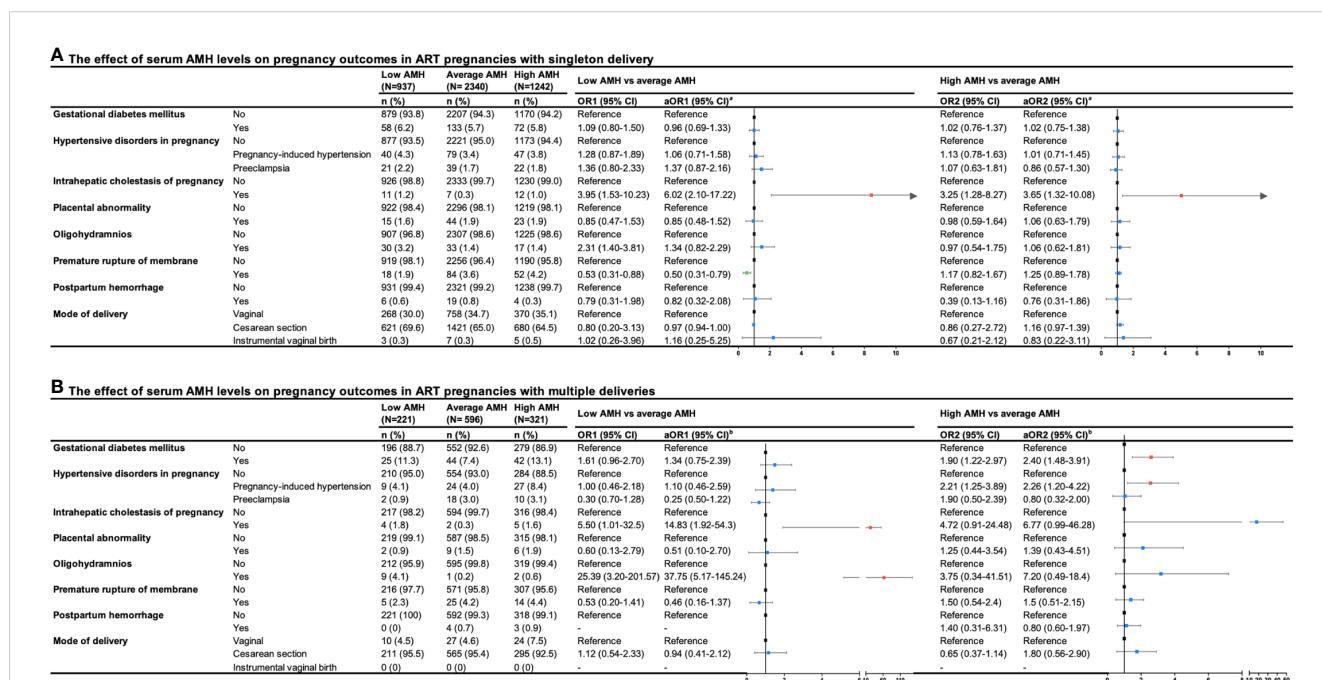 A The effect of serum AMH levels on pregnancy outcomes in ART pregnancies with singleton delivery
Low AMH (N=937) Average AMH (N= 2340) High AMH (N=1242) Low AMH vs average AMH High AMH vs average AMH
n (%) n (%) n (%) OR1 (95% CI) aOR1 (95% CI)a OR2 (95% CI) aOR2 (95% CI)a
Gestational diabetes mellitus No 879 (93.8) 2207 (94.3) 1170 (94.2) Reference Reference Reference Reference
Yes 58 (6.2) 133 (5.7) 72 (5.8) 1.09 (0.80-1.50) 0.96 (0.69-1.33) 1.02 (0.76-1.37) 1.02 (0.75-1.38)
Hypertensive disorders in pregnancy No 877 (93.5) 2221 (95.0) 1173 (94.4) Reference Reference Reference Reference
Pregnancy-induced hypertension 40 (4.3) 79 (3.4) 47 (3.8) 1.28 (0.87-1.89) 1.06 (0.71-1.58) 1.13 (0.78-1.63) 1.01 (0.71-1.45)
Preeclampsia 21 (2.2) 39 (1.7) 22 (1.8) 1.36 (0.80-2.33) 1.37 (0.87-2.16) 1.07 (0.63-1.81) 0.86 (0.57-1.30)
Intrahepatic cholestasis of pregnancy No 926 (98.8) 2333 (99.7) 1230 (99.0) Reference Reference Reference Reference
Yes 11 (1.2) 7 (0.3) 12 (1.0) 3.95 (1.53-10.23) 6.02 (2.10-17.22) 3.25 (1.28-8.27) 3.65 (1.32-10.08)
Placental abnormality No 922 (98.4) 2296 (98.1) 1219 (98.1) Reference Reference Reference Reference
Yes 15 (1.6) 44 (1.9) 23 (1.9) 0.85 (0.47-1.53) 0.85 (0.48-1.52) 0.98 (0.59-1.64) 1.06 (0.63-1.79)
Oligohydramnios No 907 (96.8) 2307 (98.6) 1225 (98.6) Reference Reference Reference Reference
Yes 30 (3.2) 33 (1.4) 17 (1.4) 2.31 (1.40-3.81) 1.34 (0.82-2.29) 0.97 (0.54-1.75) 1.06 (0.62-1.81)
Premature rupture of membrane No 919 (98.1) 2256 (96.4) 1190 (95.8) Reference Reference Reference Reference
Yes 18 (1.9) 84 (3.6) 52 (4.2) 0.53 (0.31-0.88) 0.50 (0.31-0.79) 1.17 (0.82-1.67) 1.25 (0.89-1.78)
Postpartum hemorrhage No 931 (99.4) 2321 (99.2) 1238 (99.7) Reference Reference Reference Reference
Yes 6 (0.6) 19 (0.8) 4 (0.3) 0.79 (0.31-1.98) 0.82 (0.32-2.08) 0.39 (0.13-1.16) 0.76 (0.31-1.86)
Mode of delivery Vaginal 268 (30.0) 758 (34.7) 370 (35.1) Reference Reference Reference Reference
Cesarean section 621 (69.6) 1421 (65.0) 680 (64.5) 0.80 (0.20-3.13) 0.97 (0.94-1.00) 0.86 (0.27-2.72) 1.16 (0.97-1.39)
Instrumental vaginal birth 3 (0.3) 7 (0.3) 5 (0.5) 1.02 (0.26-3.96) 1.16 (0.25-5.25) 0.67 (0.21-2.12) 0.83 (0.22-3.11)
0 2 4 6 8 10 0 2 4 6 8 10
B The effect of serum AMH levels on pregnancy outcomes in ART pregnancies with multiple deliveries
Low AMH (N=221) Average AMH (N= 596) High AMH (N=321) Low AMH vs average AMH High AMH vs average AMH
n (%) n (%) n (%) OR1 (95% CI) aOR1 (95% CI)b OR2 (95% CI) aOR2 (95% CI)b
Gestational diabetes mellitus No 196 (88.7) 552 (92.6) 279 (86.9) Reference Reference Reference Reference
Yes 25 (11.3) 44 (7.4) 42 (13.1) 1.61 (0.96-2.70) 1.34 (0.75-2.39) 1.90 (1.22-2.97) 2.40 (1.48-3.91)
Hypertensive disorders in pregnancy No 210 (95.0) 554 (93.0) 284 (88.5) Reference Reference Reference Reference
Pregnancy-induced hypertension 9 (4.1) 24 (4.0) 27 (8.4) 1.00 (0.46-2.18) 1.10 (0.46-2.59) 2.21 (1.25-3.89) 2.26 (1.20-4.22)
Preeclampsia 2 (0.9) 18 (3.0) 10 (3.1) 0.30 (0.70-1.28) 0.25 (0.50-1.22) 1.90 (0.50-2.39) 0.80 (0.32-2.00)
Intrahepatic cholestasis of pregnancy No 217 (98.2) 594 (99.7) 316 (98.4) Reference Reference Reference Reference
Yes 4 (1.8) 2 (0.3) 5 (1.6) 5.50 (1.01-32.5) 14.83 (1.92-54.3) 4.72 (0.91-24.48) 6.77 (0.99-46.28)
Placental abnormality No 219 (99.1) 587 (98.5) 315 (98.1) Reference Reference Reference Reference
Yes 2 (0.9) 9 (1.5) 6 (1.9) 0.60 (0.13-2.79) 0.51 (0.10-2.70) 1.25 (0.44-3.54) 1.39 (0.43-4.51)
Oligohydramnios No 212 (95.9) 595 (99.8) 319 (99.4) Reference Reference Reference Reference
Yes 9 (4.1) 1 (0.2) 2 (0.6) 25.39 (3.20-201.57) 37.75 (5.17-145.24) 3.75 (0.34-41.51) 7.20 (0.49-18.4)
Premature rupture of membrane No 216 (97.7) 571 (95.8) 307 (95.6) Reference Reference Reference Reference
Yes 5 (2.3) 25 (4.2) 14 (4.4) 0.53 (0.20-1.41) 0.46 (0.16-1.37) 1.50 (0.54-2.4) 1.5 (0.51-2.15)
Postpartum hemorrhage No 221 (100) 592 (99.3) 318 (99.1) Reference Reference Reference Reference
Yes 0 (0) 4 (0.7) 3 (0.9) - - 1.40 (0.31-6.31) 0.80 (0.60-1.97)
Mode of delivery Vaginal 10 (4.5) 27 (4.6) 24 (7.5) Reference Reference Reference Reference
Cesarean section 211 (95.5) 565 (95.4) 295 (92.5) 1.12 (0.54-2.33) 0.94 (0.41-2.12) 0.65 (0.37-1.14) 1.80 (0.56-2.90)
Instrumental vaginal birth 0 (0) 0 (0) 0 (0) - - - -